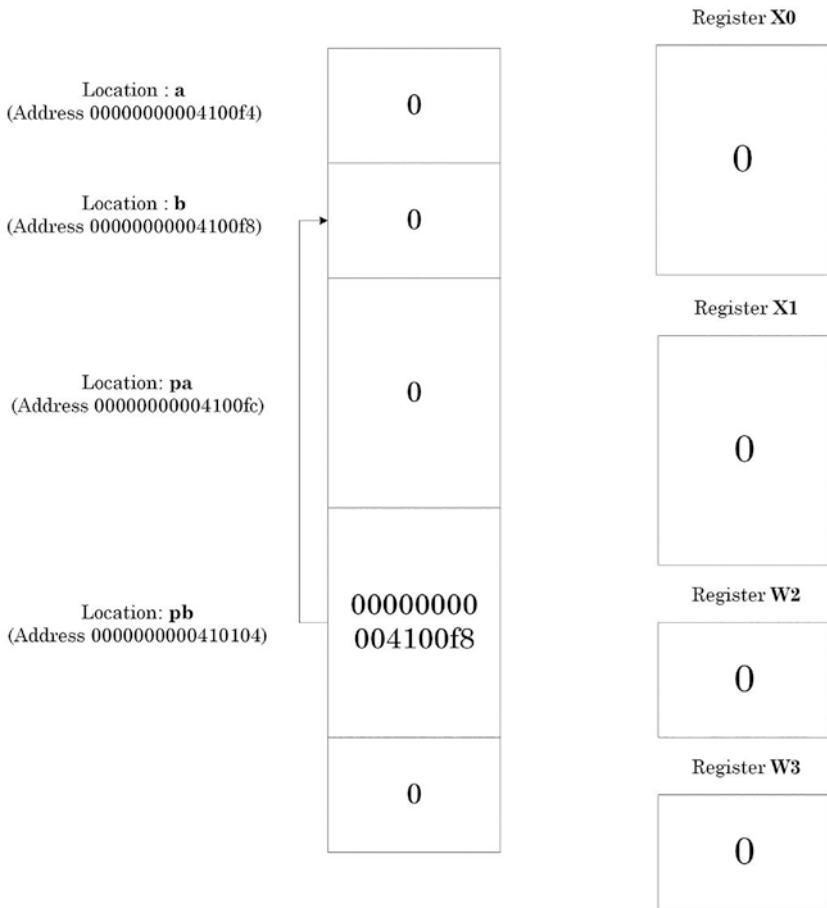 Location : a
(Address 00000000004100f4)
0
Location : b
(Address 00000000004100f8)
0
Location: pa
(Address 00000000004100fc)
0
Location: pb
(Address 0000000000410104)
00000000
004100f8
0
Register X0
0
Register X1
0
Register W2
0
Register W3
0